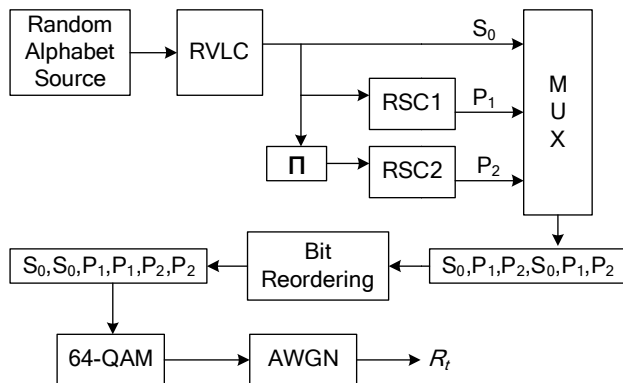 Random
Alphabet
Source
RVLC
S₀
RSC1
P₁
Π
RSC2
P₂
M
U
X
S₀,S₀,P₁,P₁,P₂,P₂
Bit
Reordering
S₀,P₁,P₂,S₀,P₁,P₂
64-QAM
AWGN
Rₜ